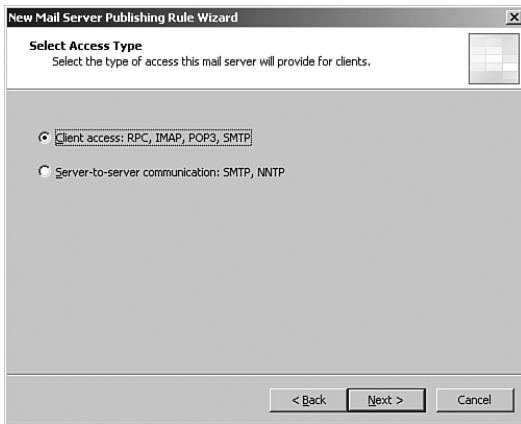 New Mail Server Publishing Rule Wizard
Select Access Type
Select the type of access this mail server will provide for clients.
Client access: RPC, IMAP, POP3, SMTP
Server-to-server communication: SMTP, NNTP
< Back
Next >
Cancel